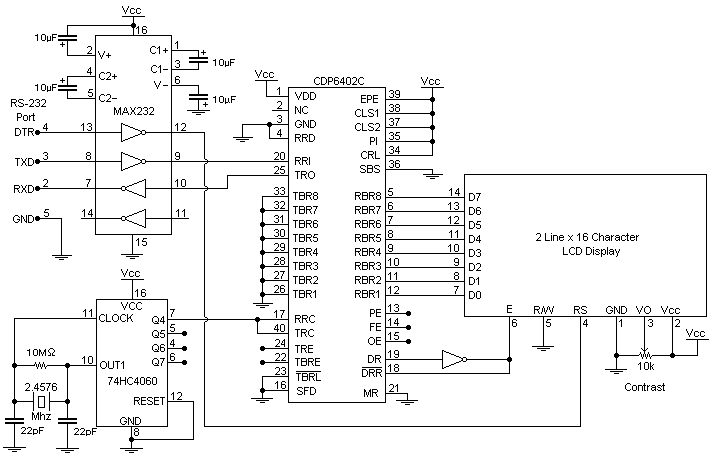 Vcc
16
10µF
+
2
V+
C1+
1
+
10µF
C1−
3
4
C2+
V−
6
10µF
+
5
C2−
+
10µF
RS-232
Port
MAX232
DTR
4
13
12
TXD
3
8
9
RXD
2
7
10
GND
5
14
11
15
Vcc
CDP6402C
Vcc
1
VDD
EPE
39
2
NC
CLS1
38
3
GND
CLS2
37
4
RRD
PI
35
CRL
34
20
RRI
SBS
36
25
TRO
33
TBR8
RBR8
5
14
D7
32
TBR7
RBR7
6
13
D6
31
TBR6
RBR6
7
12
D5
30
TBR5
RBR5
8
11
D4
29
TBR4
RBR4
9
10
D3
28
TBR3
RBR3
10
9
D2
27
TBR2
RBR2
11
8
D1
26
TBR1
RBR1
12
7
D0
2 Line x 16 Character
LCD Display
17
RRC
PE
13
40
TRC
FE
14
24
TRE
OE
15
22
TBRE
DR
19
23
TBRL
DRR
18
16
SFD
MR
21
E
R/W
RS
GND
VO
Vcc
6
5
4
1
3
2
Vcc
10k
Contrast
Vcc
16
VCC
11
CLOCK
Q4
7
Q5
5
10MΩ
Q6
4
10
OUT1
Q7
6
2.4576
Mhz
74HC4060
RESET
12
22pF
22pF
GND
8